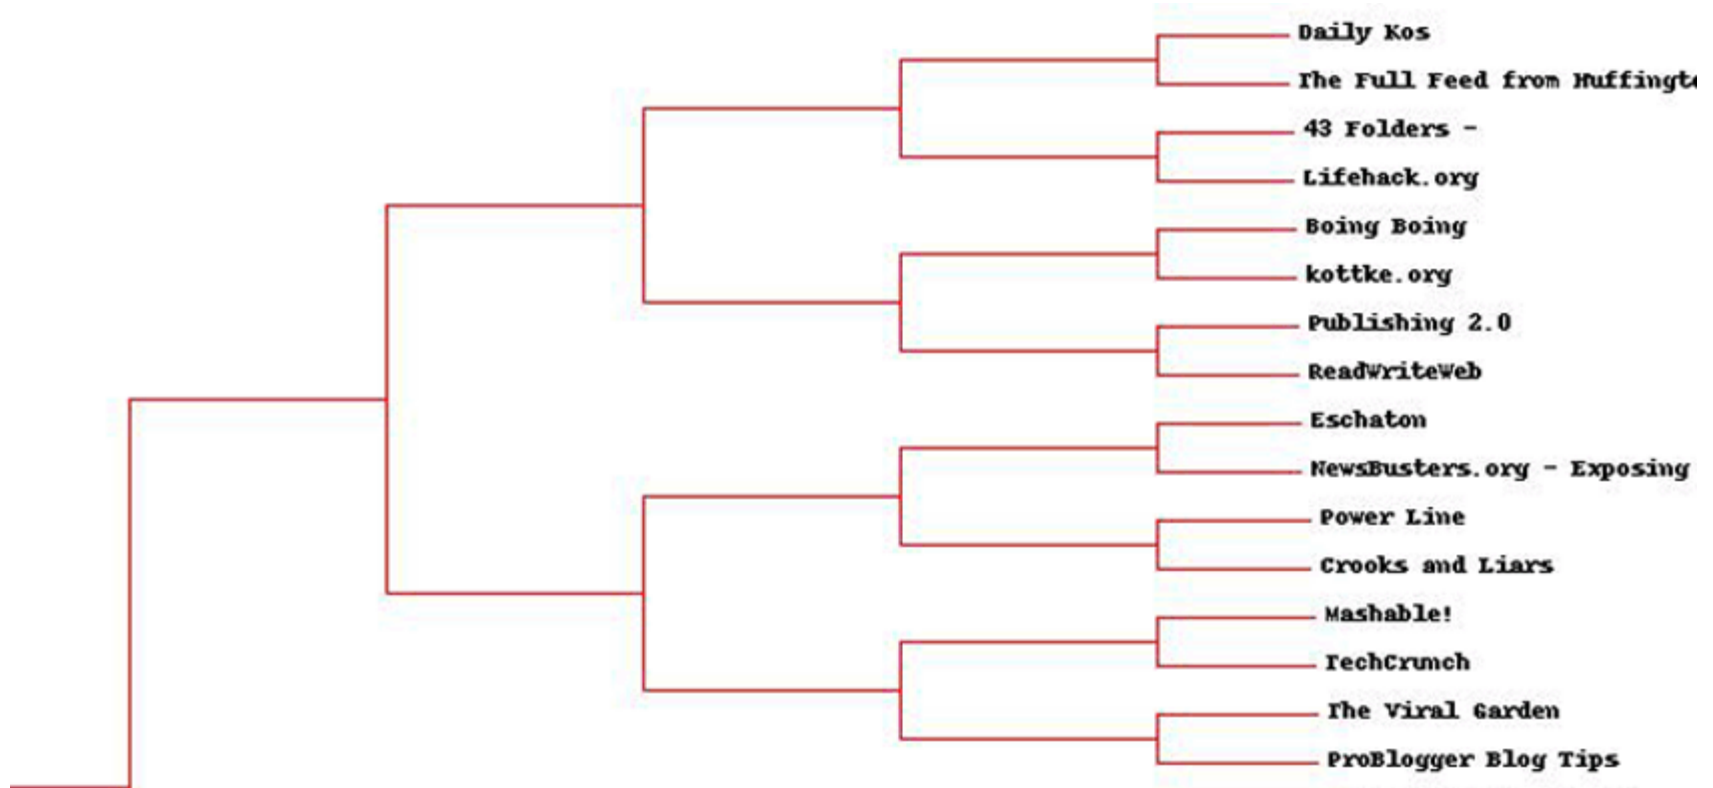 Daily Kos
The Full Feed from Huffingt
43 Folders -
Lifehack.org
Boing Boing
kottke.org
Publishing 2.0
ReadWriteWeb
Eschaton
NewsBusters.org - Exposing
Power Line
Crooks and Liars
Mashable!
TechCrunch
The Viral Garden
ProBlogger Blog Tips